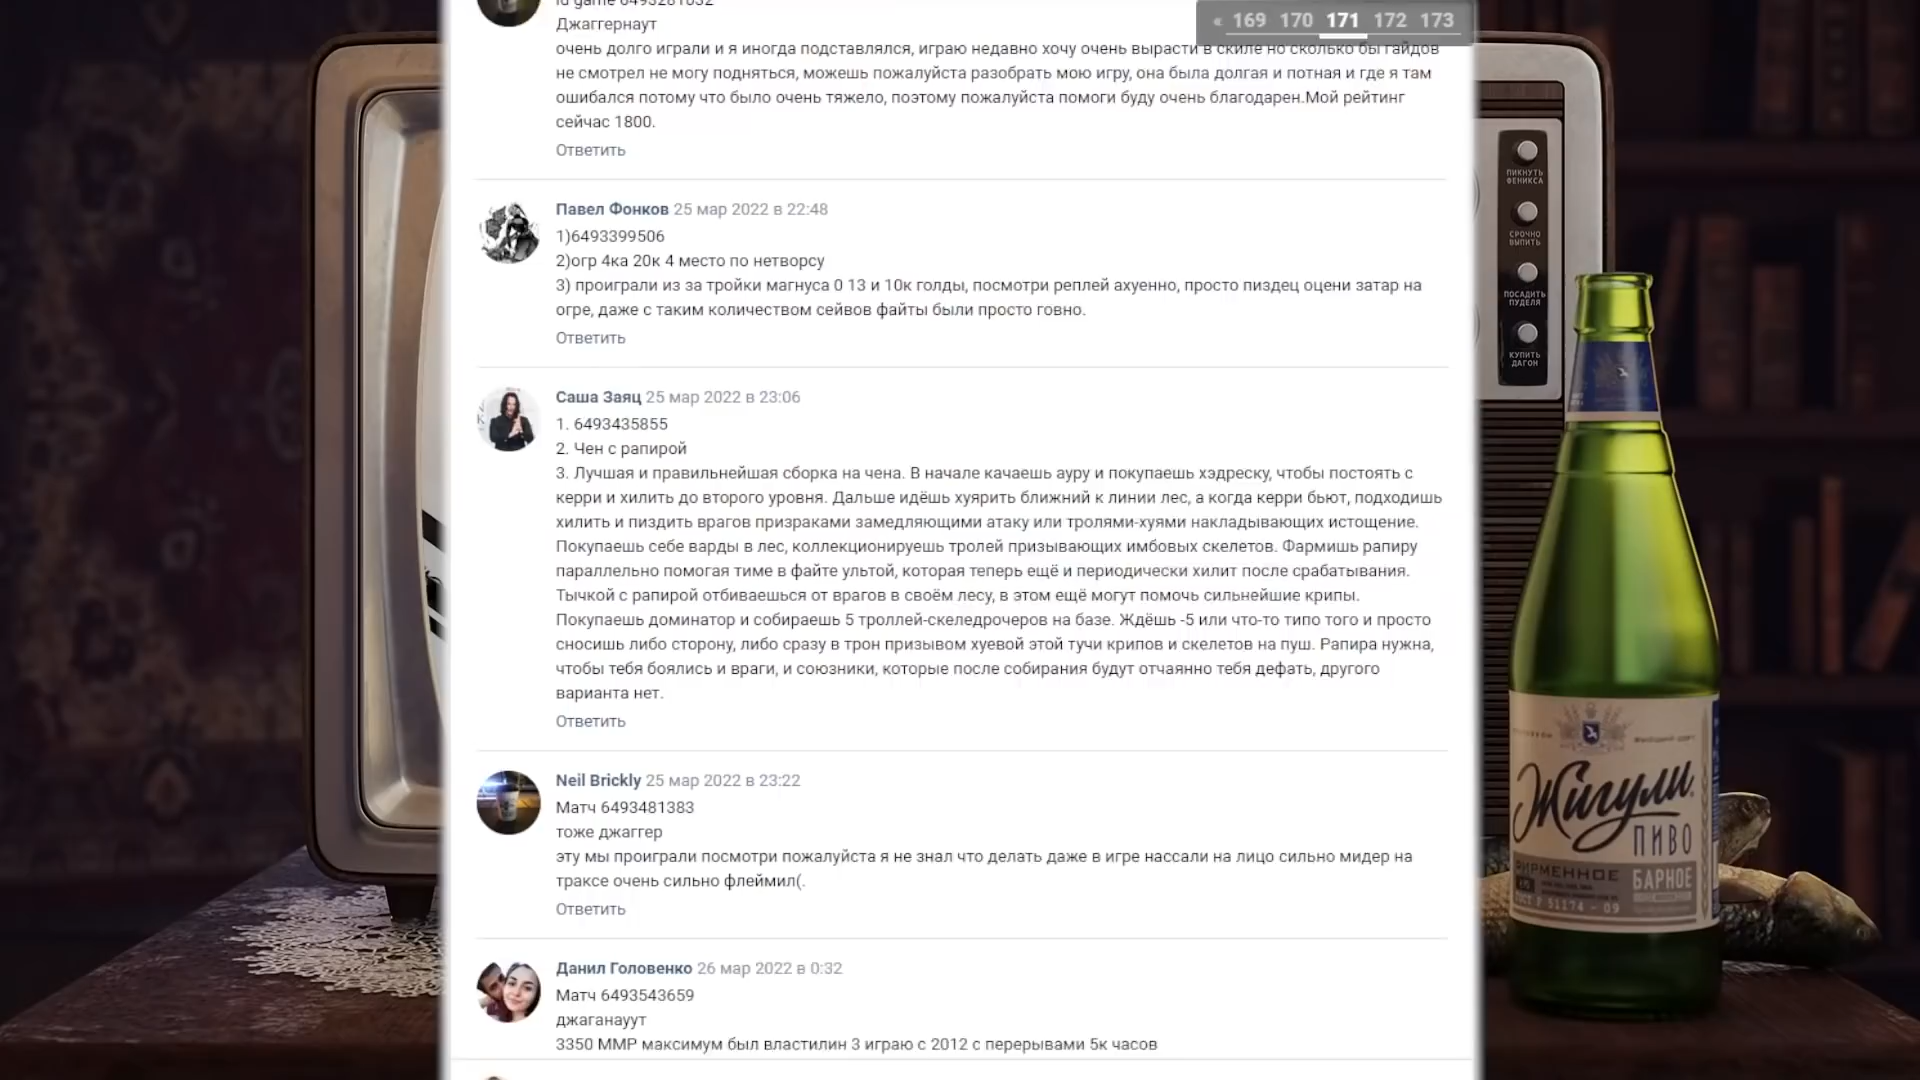 id game 6493281032
« 169 170 171 172 173
Джаггернаут
очень долго играли и я иногда подставлялся, играю недавно хочу очень вырасти в скиле но сколько бы гайдов
не смотрел не могу подняться, можешь пожалуйста разобрать мою игру, она была долгая и потная и где я там
ошибался потому что было очень тяжело, поэтому пожалуйста помоги буду очень благодарен.Мой рейтинг
сейчас 1800.
Ответить
Павел Фонков 25 мар 2022 в 22:48
1)6493399506
2)огр 4ка 20к 4 место по нетворсу
3) проиграли из за тройки магнуса 0 13 и 10к голды, посмотри реплей ахуенно, просто пиздец оцени затар на
огре, даже с таким количеством сейвов файты были просто говно.
Ответить
Саша Заяц 25 мар 2022 в 23:06
1. 6493435855
2. Чен с рапирой
3. Лучшая и правильнейшая сборка на чена. В начале качаешь ауру и покупаешь хэдреску, чтобы постоять с
керри и хилить до второго уровня. Дальше идёшь хуярить ближний к линии лес, а когда керри бьют, подходишь
хилить и пиздить врагов призраками замедляющими атаку или тролями-хуями накладывающих истощение.
Покупаешь себе варды в лес, коллекционируешь тролей призывающих имбовых скелетов. Фармишь рапиру
параллельно помогая тиме в файте ультой, которая теперь ещё и периодически хилит после срабатывания.
Тычкой с рапирой отбиваешься от врагов в своём лесу, в этом ещё могут помочь сильнейшие крипы.
Покупаешь доминатор и собираешь 5 троллей-скеледрочеров на базе. Ждёшь -5 или что-то типо того и просто
сносишь либо сторону, либо сразу в трон призывом хуевой этой тучи крипов и скелетов на пуш. Рапира нужна,
чтобы тебя боялись и враги, и союзники, которые после собирания будут отчаянно тебя дефать, другого
варианта нет.
Ответить
Neil Brickly 25 мар 2022 в 23:22
Матч 6493481383
тоже джаггер
эту мы проиграли посмотри пожалуйста я не знал что делать даже в игре нассали на лицо сильно мидер на
траксе очень сильно флеймил(.
Ответить
Данил Головенко 26 мар 2022 в 0:32
Матч 6493543659
джаганауут
3350 ММР максимум был властилин 3 играю с 2012 с перерывами 5к часов
ПИКНУТЬ
ФЕНИКСА
СРОЧНО
ВЫПИТЬ
ПОСАДИТЬ
ПУДЕЛЯ
КУПИТЬ
ДАГОН
Жигули
ПИВО
ФИРМЕННОЕ
БАРНОЕ
ГОСТ Р 51174 - 09